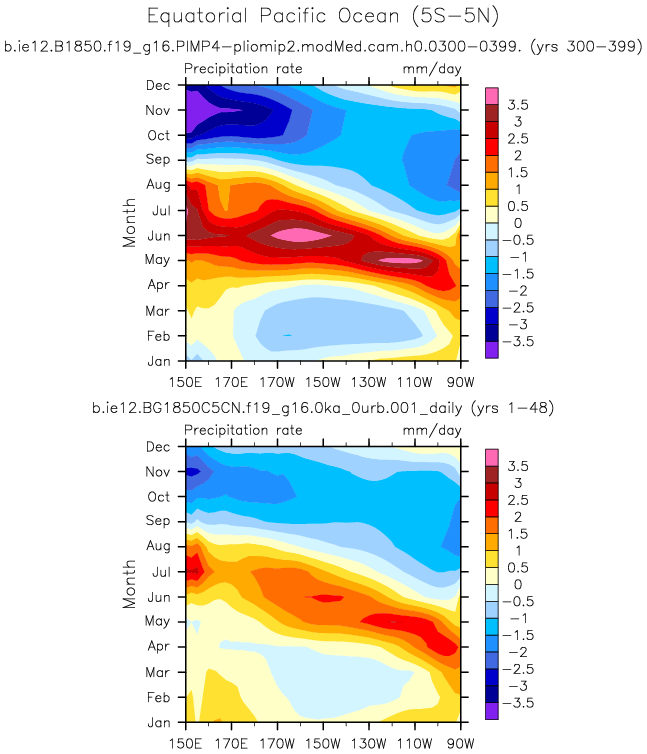 Equatorial Pacific Ocean (5S-5N)
b.ie12.B1850.f19_g16.PIMP4-pliomip2.modMed.cam.h0.0300-0399. (yrs 300-399)
Precipitation rate mm/day
Dec
Nov
Oct
Sep
Aug
Jul
Jun
May
Apr
Mar
Feb
Jan
Month
150E 170E 170W 150W 130W 110W 90W
3.5
3
2.5
2
1.5
1
0.5
0
-0.5
-1
-1.5
-2
-2.5
-3
-3.5
b.ie12.BG1850C5CN.f19_g16.0ka_0urb.001_daily (yrs 1-48)
Precipitation rate mm/day
Dec
Nov
Oct
Sep
Aug
Jul
Jun
May
Apr
Mar
Feb
Jan
Month
150E 170E 170W 150W 130W 110W 90W
3.5
3
2.5
2
1.5
1
0.5
0
-0.5
-1
-1.5
-2
-2.5
-3
-3.5